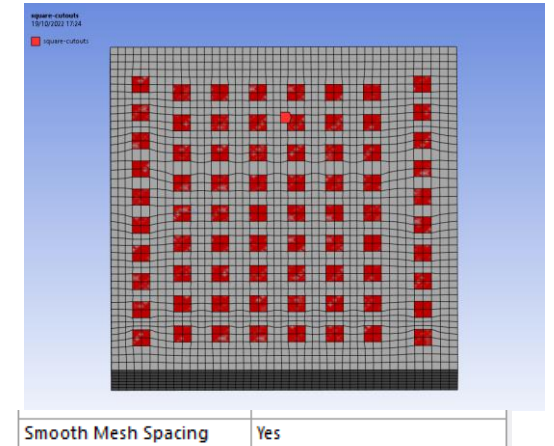 square-cutouts
19/10/2022 17:24
square-cutouts
Smooth Mesh Spacing Yes